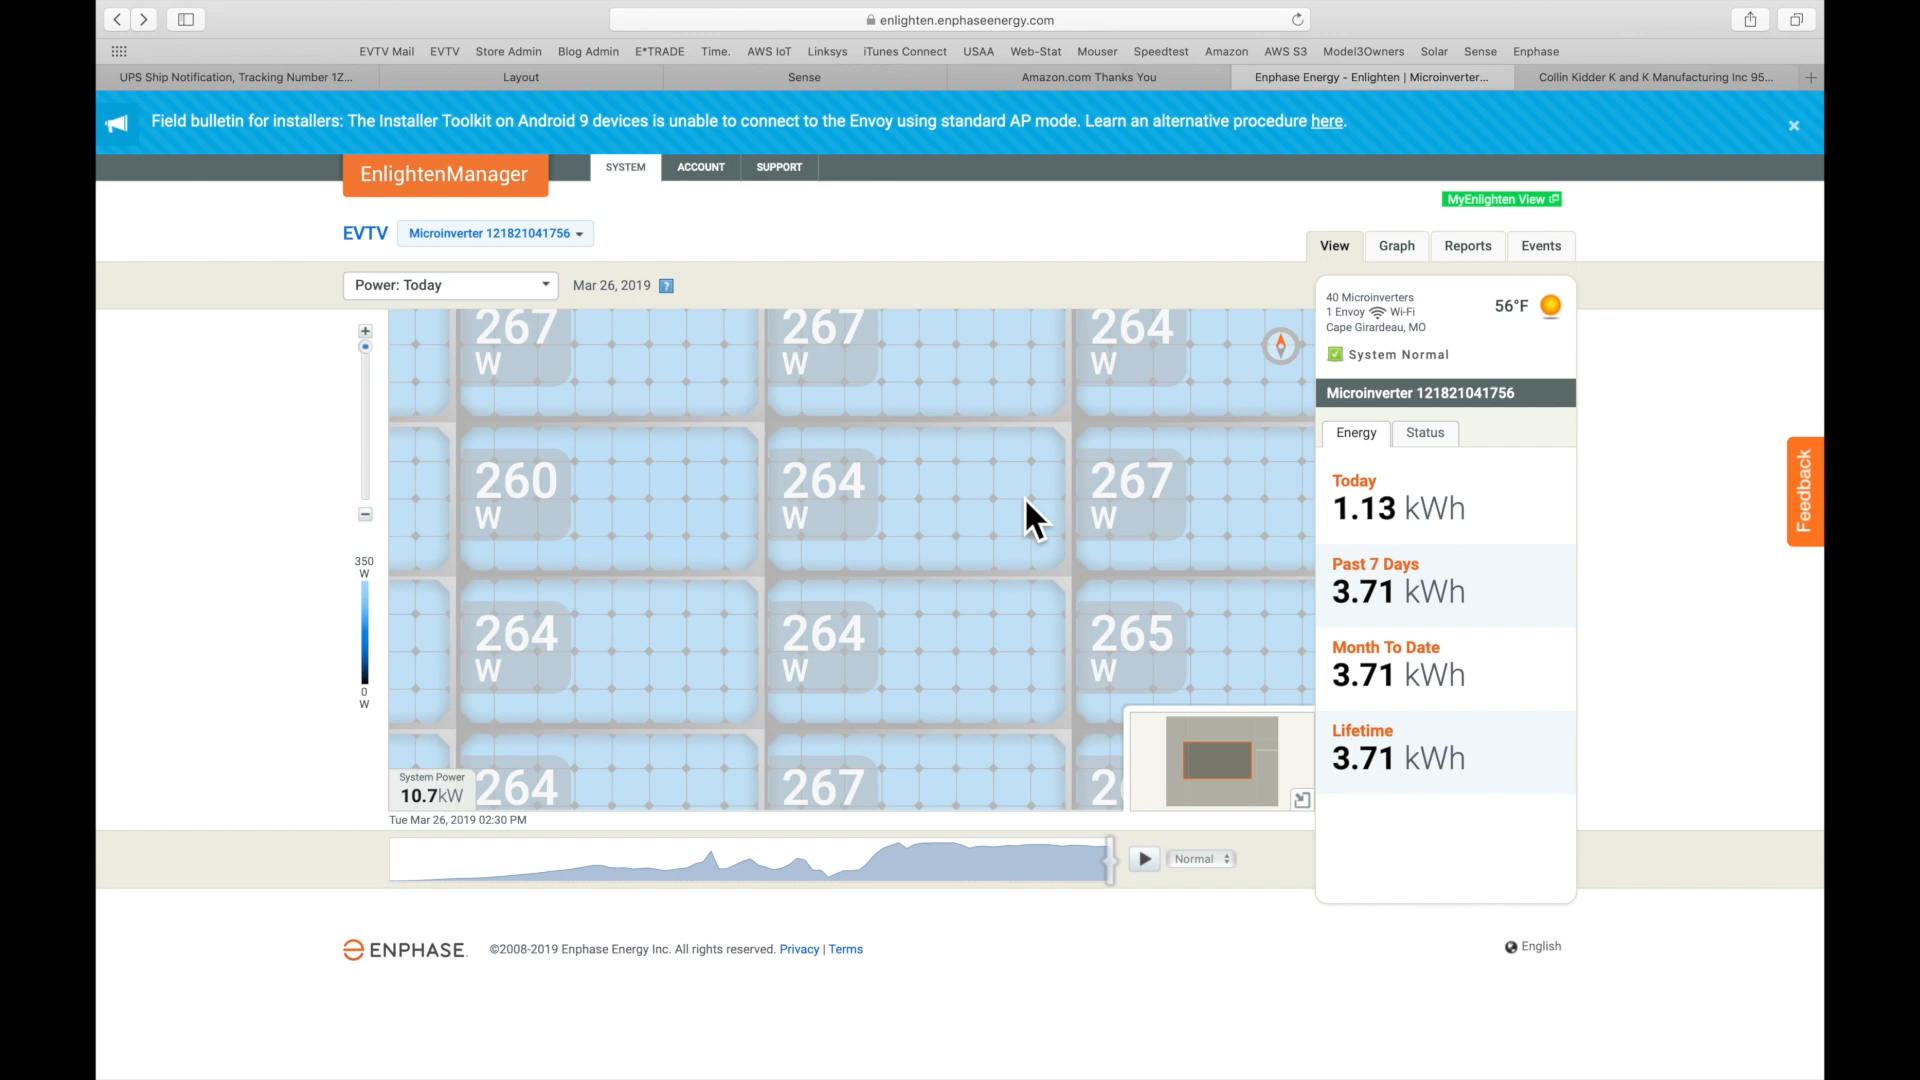 enlighten.enphaseenergy.com
EVTV Mail EVTV Store Admin Blog Admin E*TRADE Time. AWS IoT Linksys iTunes Connect USAA Web-Stat Mouser Speedtest Amazon AWS S3 Model3Owners Solar Sense Enphase
UPS Ship Notification, Tracking Number 1Z... Layout Sense Amazon.com Thanks You Enphase Energy - Enlighten | Microinverter... Collin Kidder K and K Manufacturing Inc 95...
Field bulletin for installers: The Installer Toolkit on Android 9 devices is unable to connect to the Envoy using standard AP mode. Learn an alternative procedure here.
EnlightenManager SYSTEM ACCOUNT SUPPORT
MyEnlighten View
EVTV Microinverter 121821041756
View Graph Reports Events
Power: Today Mar 26, 2019 ?
40 Microinverters
1 Envoy Wi-Fi
Cape Girardeau, MO
56°F
System Normal
Microinverter 121821041756
Energy Status
Today
1.13 kWh
Past 7 Days
3.71 kWh
Month To Date
3.71 kWh
Lifetime
3.71 kWh
267 W 267 W 264 W
260 W 264 W 267 W
264 W 264 W 265 W
264 267
350
W
0
W
System Power
10.7kW
Tue Mar 26, 2019 02:30 PM
Normal
Feedback
ENPHASE. ©2008-2019 Enphase Energy Inc. All rights reserved. Privacy | Terms
English